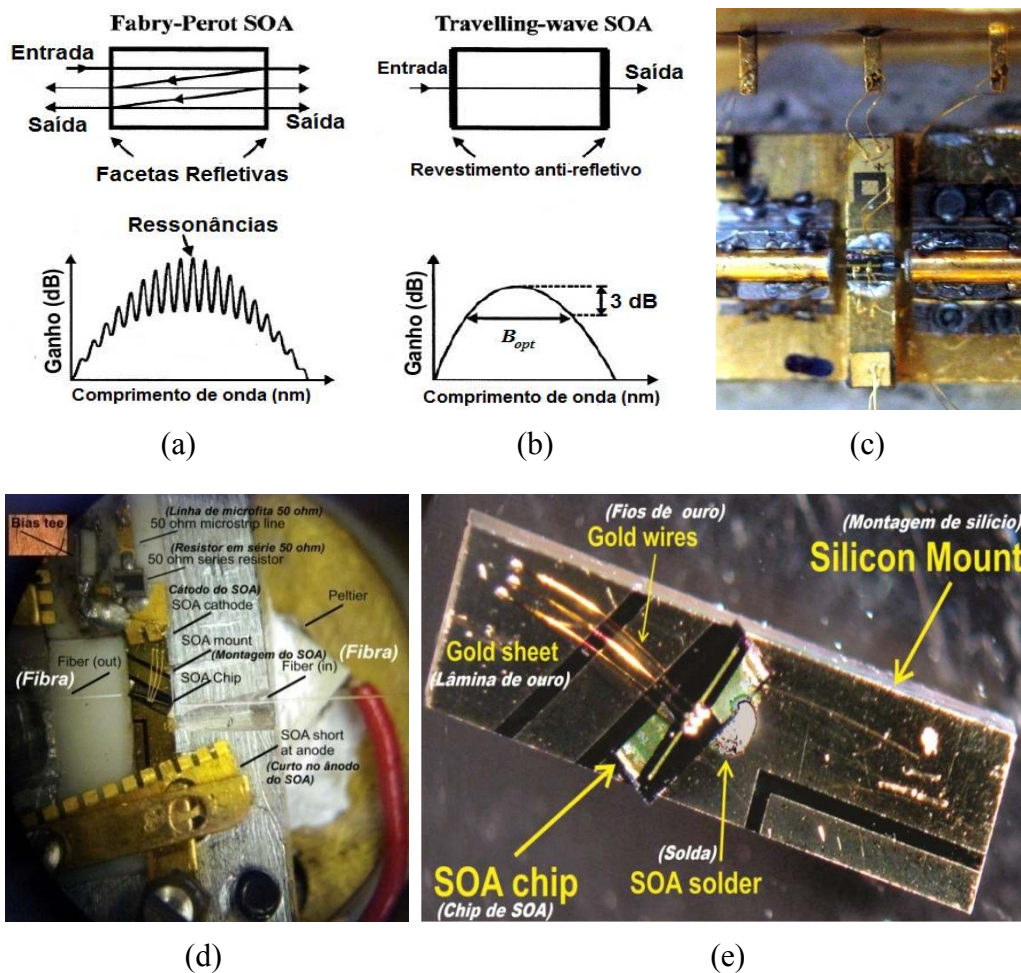 Fabry-Perot SOA
Entrada
Saída
Saída
Facetas Refletivas
Ressonâncias
Ganho (dB)
Comprimento de onda (nm)
(a)
Travelling-wave SOA
Entrada
Saída
Revestimento anti-refletivo
Ganho (dB)
3 dB
B opt
Comprimento de onda (nm)
(b)
(c)
Bias tee
(Linha de microfita 50 ohm)
50 ohm microstrip line
(Resistor em série 50 ohm)
50 ohm series resistor
(Cátodo do SOA)
SOA cathode
Peltier
SOA mount
(Montagem do SOA)
Fiber (out)
(Fibra)
SOA Chip
Fiber (in)
(Fibra)
SOA short
at anode
(Curto no ânodo
do SOA)
(d)
(Fios de ouro)
Gold wires
(Montagem de silício)
Silicon Mount
Gold sheet
(Lâmina de ouro)
(Solda)
SOA solder
SOA chip
(Chip de SOA)
(e)